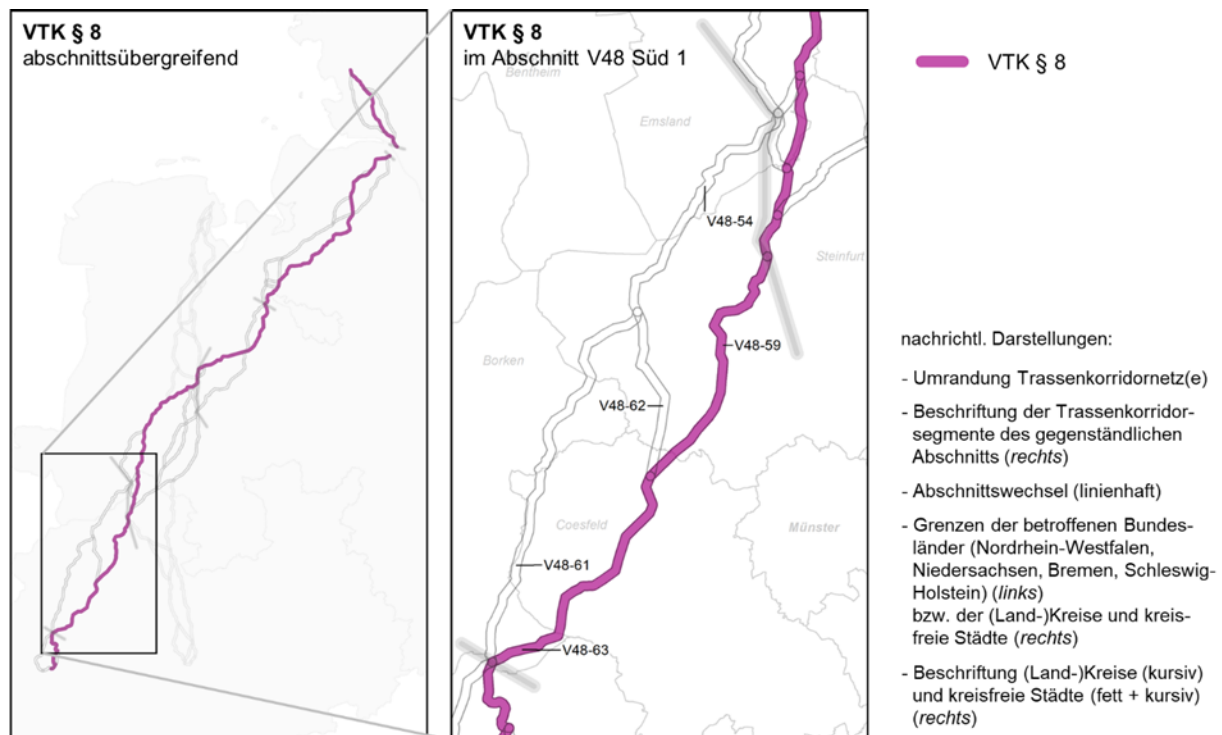 VTK § 8
abschnittsübergreifend
VTK § 8
im Abschnitt V48 Süd 1
Bentheim
Emsland
V48-54
Steinfurt
V48-59
Borken
V48-62
Coesfeld
Münster
V48-61
V48-63
VTK § 8
nachrichtl. Darstellungen:
- Umrandung Trassenkorridornetz(e)
- Beschriftung der Trassenkorridor-
segmente des gegenständlichen
Abschnitts (rechts)
- Abschnittswechsel (linienhaft)
- Grenzen der betroffenen Bundes-
länder (Nordrhein-Westfalen,
Niedersachsen, Bremen, Schleswig-
Holstein) (links)
bzw. der (Land-)Kreise und kreis-
freie Städte (rechts)
- Beschriftung (Land-)Kreise (kursiv)
und kreisfreie Städte (fett + kursiv)
(rechts)